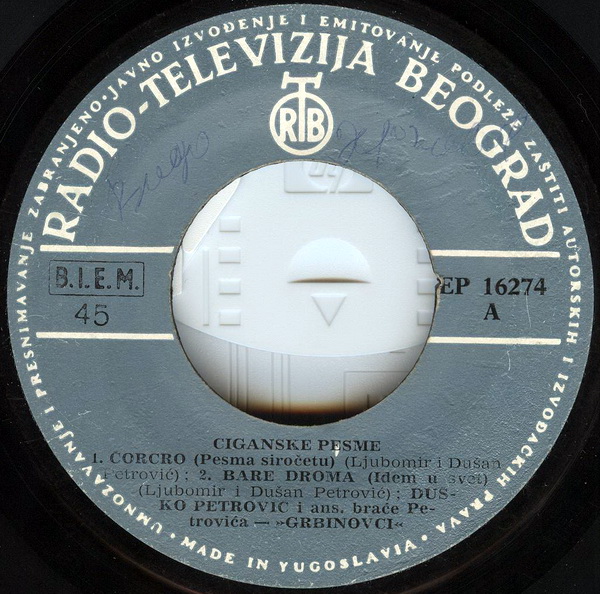 UMNOŽAVANJE I PRESNIMAVANJE ZABRANJENO · JAVNO IZVOĐENJE I EMITOVANJE PODLEŽE ZAŠTITI AUTORSKIH I IZVOĐAČKIH PRAVA ·
RADIO-TELEVIZIJA BEOGRAD
RTB
B.I.E.M.
45
EP 16274
A
CIGANSKE PESME
1. CORCRO (Pesma siročetu) (Ljubomir i Dušan
Petrović) ; 2. BARE DROMA (Idem u svet)
(Ljubomir i Dušan Petrović) ; DUŠ-
KO PETROVIĆ i ans. braće Pe-
trovića — »GRBINOVCI«
MADE IN YUGOSLAVIA ·